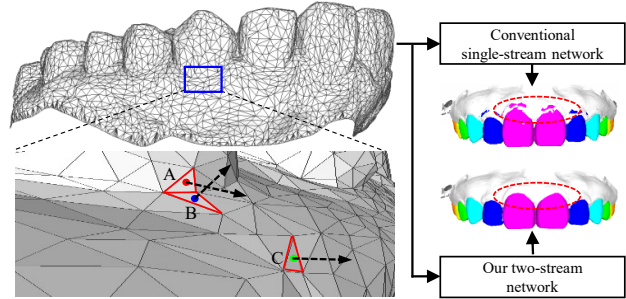 Conventional
single-stream network
A
B
C
Our two-stream
network